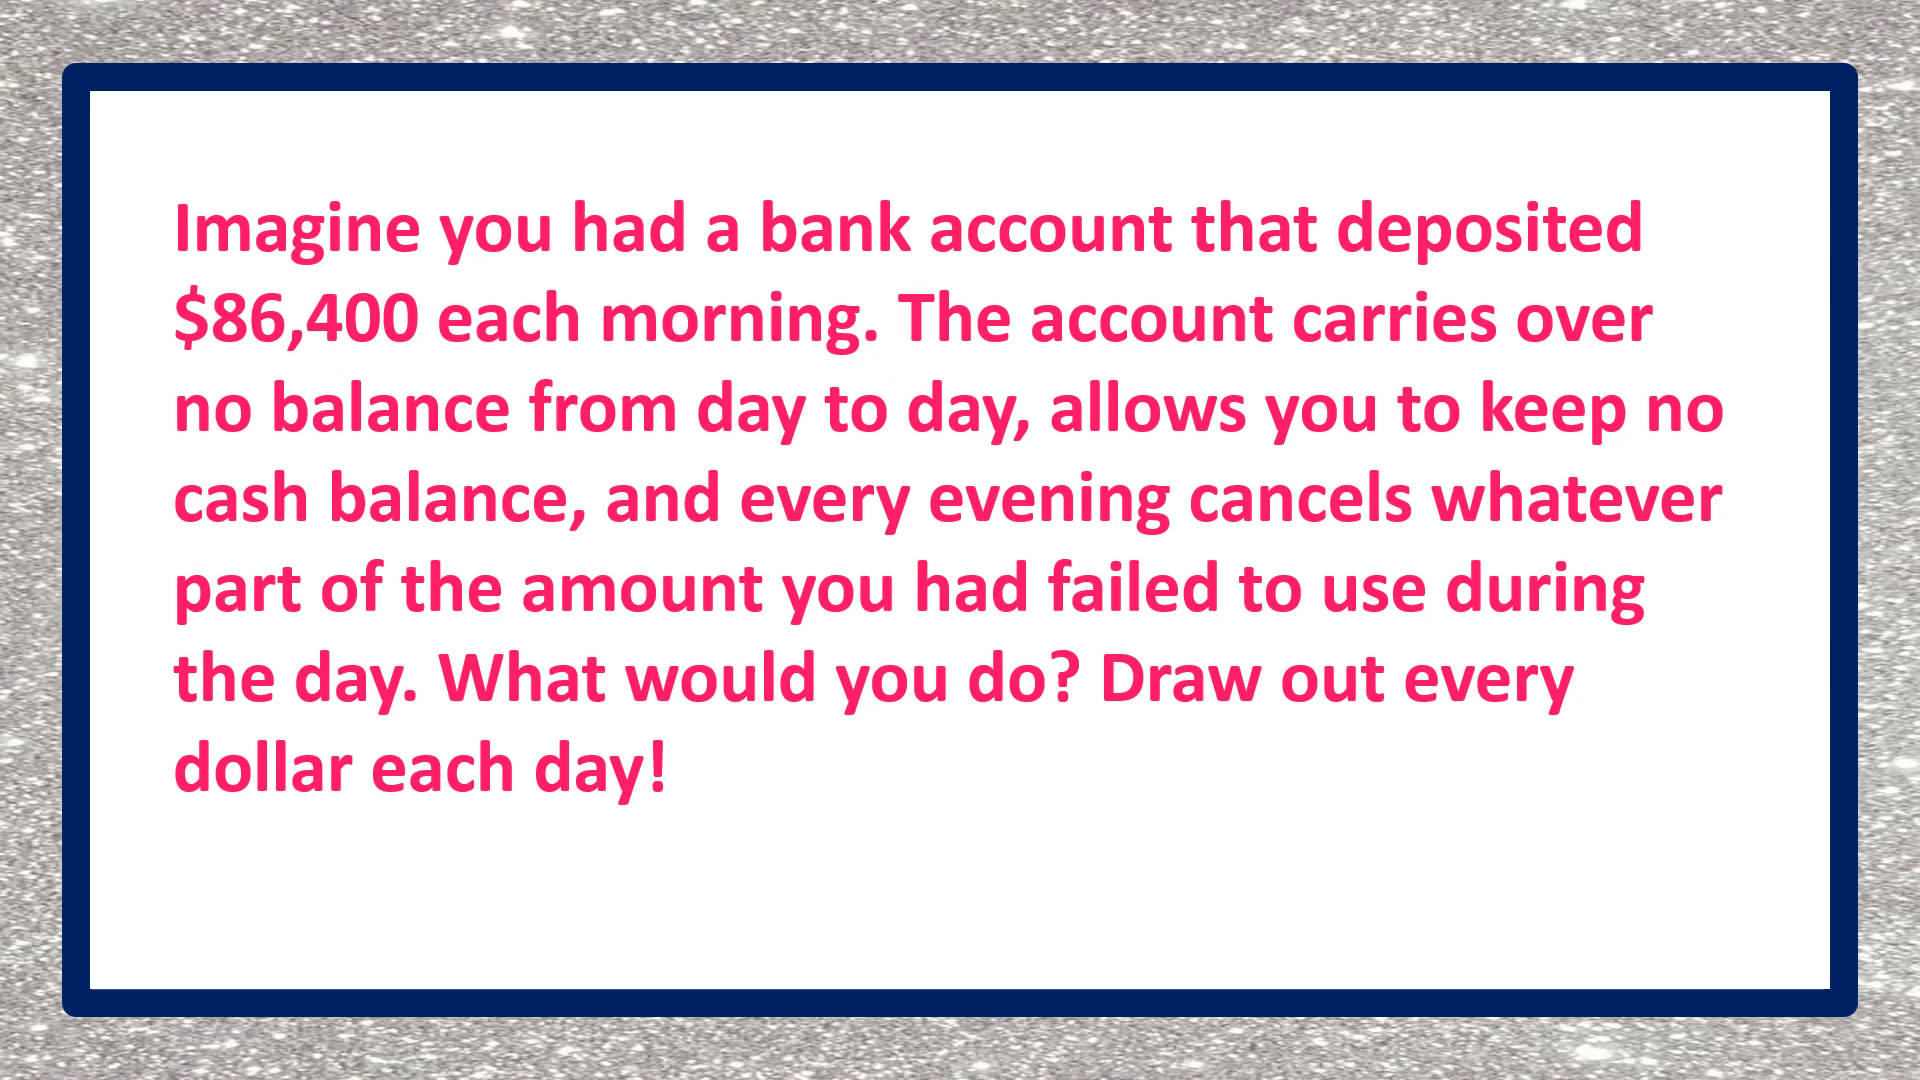 Imagine you had a bank account that deposited
$86,400 each morning. The account carries over
no balance from day to day, allows you to keep no
cash balance, and every evening cancels whatever
part of the amount you had failed to use during
the day. What would you do? Draw out every
dollar each day!